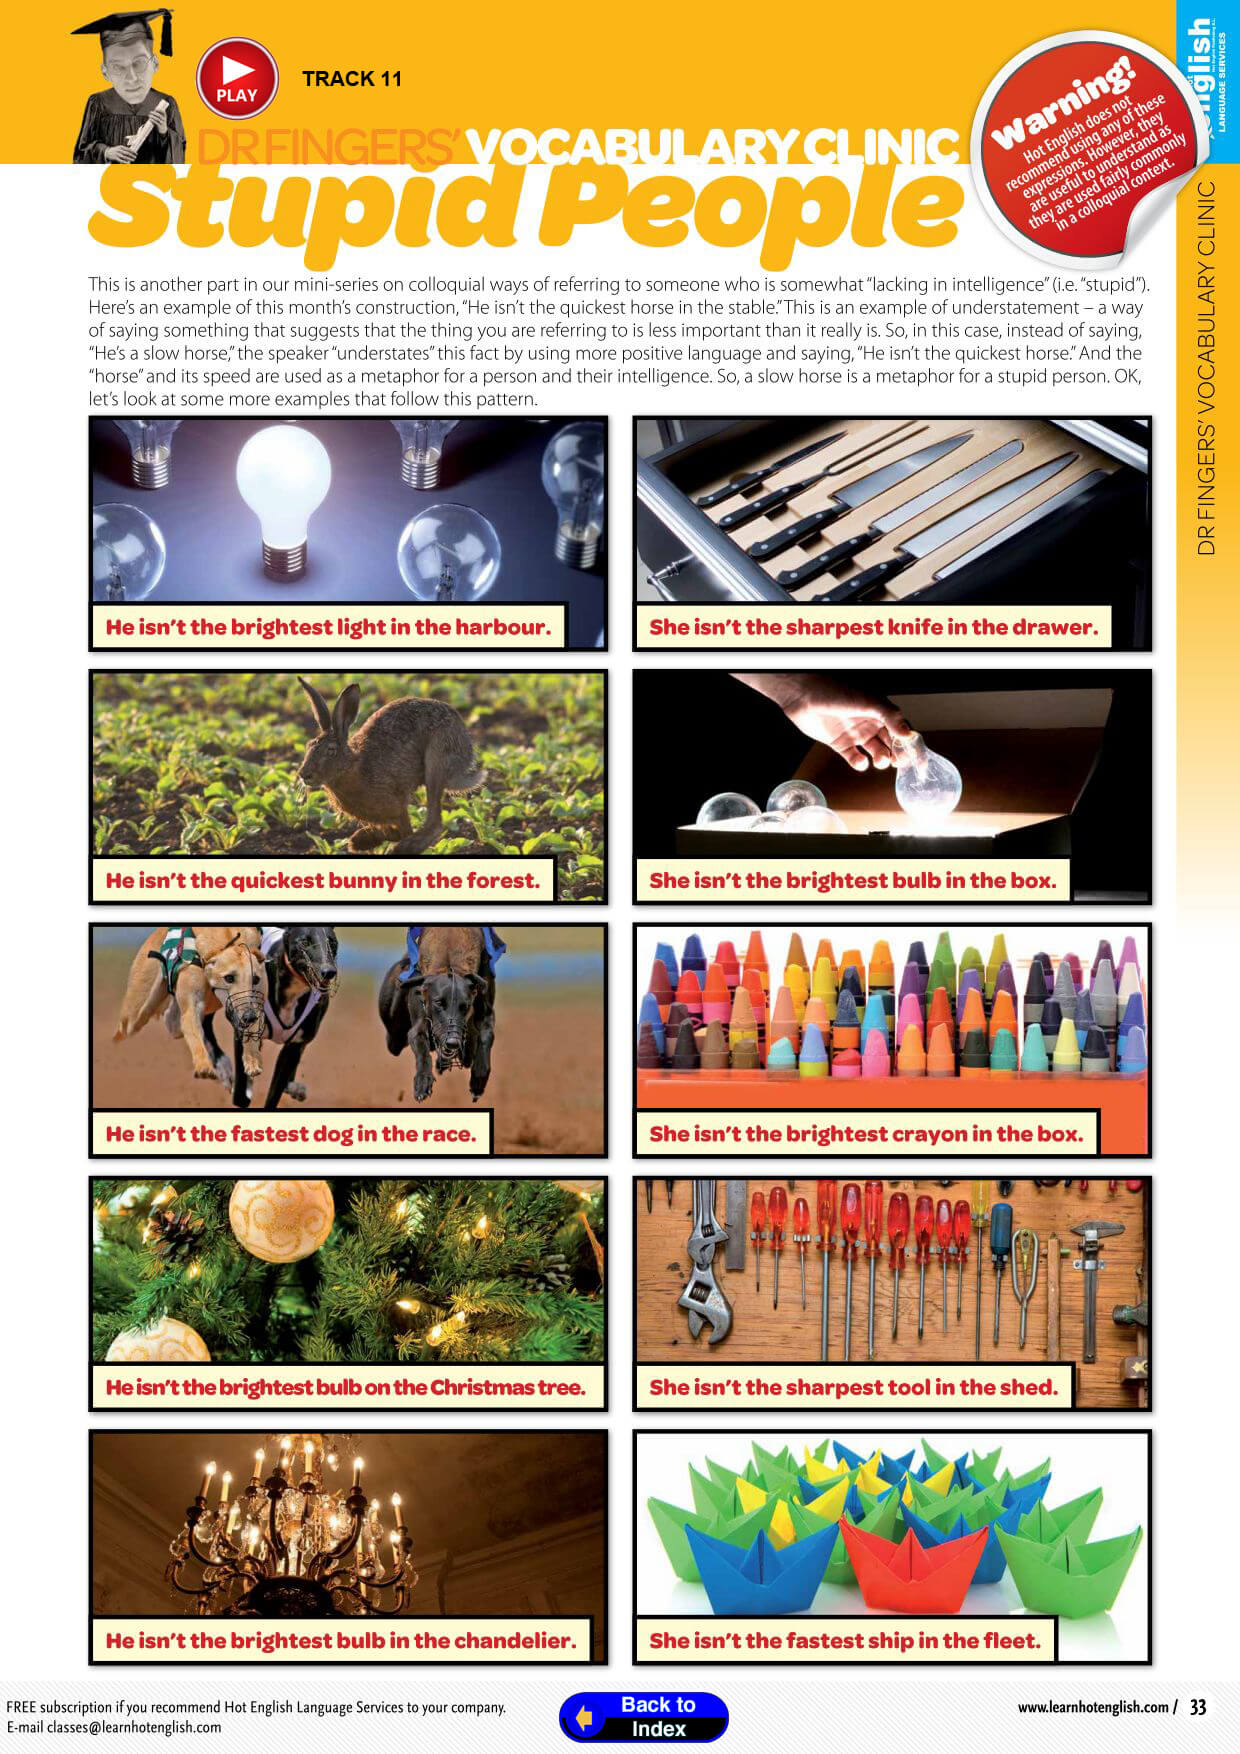 PLAY
TRACK 11
DR FINGERS' VOCABULARY CLINIC
Stupid People
Warning!
Hot English does not
recommend using any of these
expressions. However, they
are useful to understand as
they are used fairly commonly
in a colloquial context.
english
LANGUAGE SERVICES
DR FINGERS' VOCABULARY CLINIC
This is another part in our mini-series on colloquial ways of referring to someone who is somewhat “lacking in intelligence” (i.e. “stupid”).
Here’s an example of this month’s construction, “He isn’t the quickest horse in the stable.” This is an example of understatement – a way
of saying something that suggests that the thing you are referring to is less important than it really is. So, in this case, instead of saying,
“He’s a slow horse,” the speaker “understates” this fact by using more positive language and saying, “He isn’t the quickest horse.” And the
“horse” and its speed are used as a metaphor for a person and their intelligence. So, a slow horse is a metaphor for a stupid person. OK,
let’s look at some more examples that follow this pattern.
He isn’t the brightest light in the harbour.
She isn’t the sharpest knife in the drawer.
He isn’t the quickest bunny in the forest.
She isn’t the brightest bulb in the box.
He isn’t the fastest dog in the race.
She isn’t the brightest crayon in the box.
He isn’t the brightest bulb on the Christmas tree.
She isn’t the sharpest tool in the shed.
He isn’t the brightest bulb in the chandelier.
She isn’t the fastest ship in the fleet.
FREE subscription if you recommend Hot English Language Services to your company.
E-mail classes@learnhotenglish.com
Back to
Index
www.learnhotenglish.com / 33